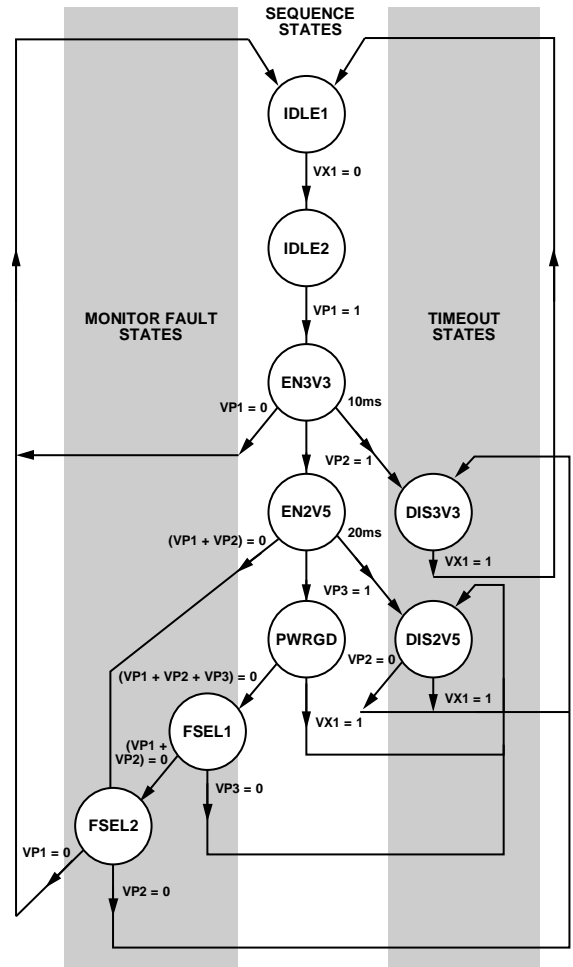 SEQUENCE
STATES
IDLE1
VX1 = 0
IDLE2
VP1 = 1
MONITOR FAULT
STATES
TIMEOUT
STATES
EN3V3
10ms
VP1 = 0
VP2 = 1
DIS3V3
EN2V5
20ms
(VP1 + VP2) = 0
VX1 = 1
VP3 = 1
PWRGD
DIS2V5
VP2 = 0
(VP1 + VP2 + VP3) = 0
VX1 = 1
FSEL1
VX1 = 1
(VP1 +
VP2) = 0
VP3 = 0
FSEL2
VP1 = 0
VP2 = 0